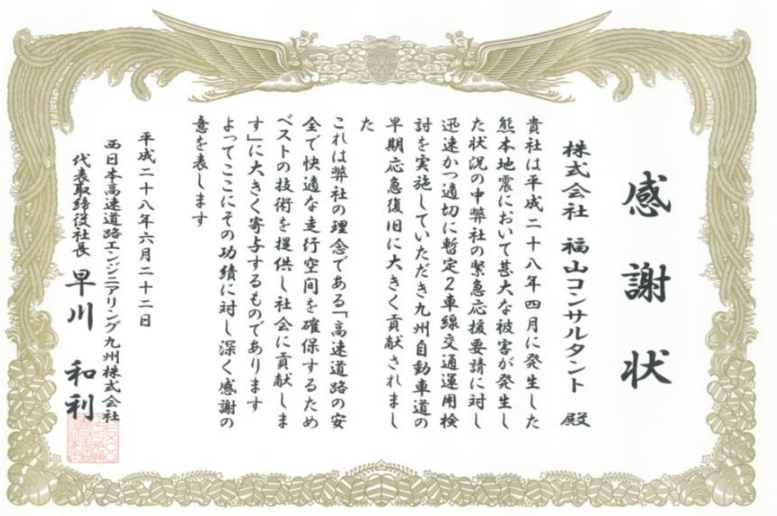 感謝状
株式会社 福山コンサルタント 殿
貴社は平成二十八年四月に発生した
熊本地震において甚大な被害が発生し
た状況の中弊社の緊急応援要請に対し
迅速かつ適切に暫定2車線交通運用検
討を実施していただき九州自動車道の
早期応急復旧に大きく貢献されまし
た
これは弊社の理念である「高速道路の安
全で快適な走行空間を確保するため
ベストの技術を提供し社会に貢献しま
す」に大きく寄与するものであります
よってここにその功績に対し深く感謝の
意を表します
平成二十八年六月二十二日
西日本高速道路エンジニアリング九州株式会社
代表取締役社長 早川 和利